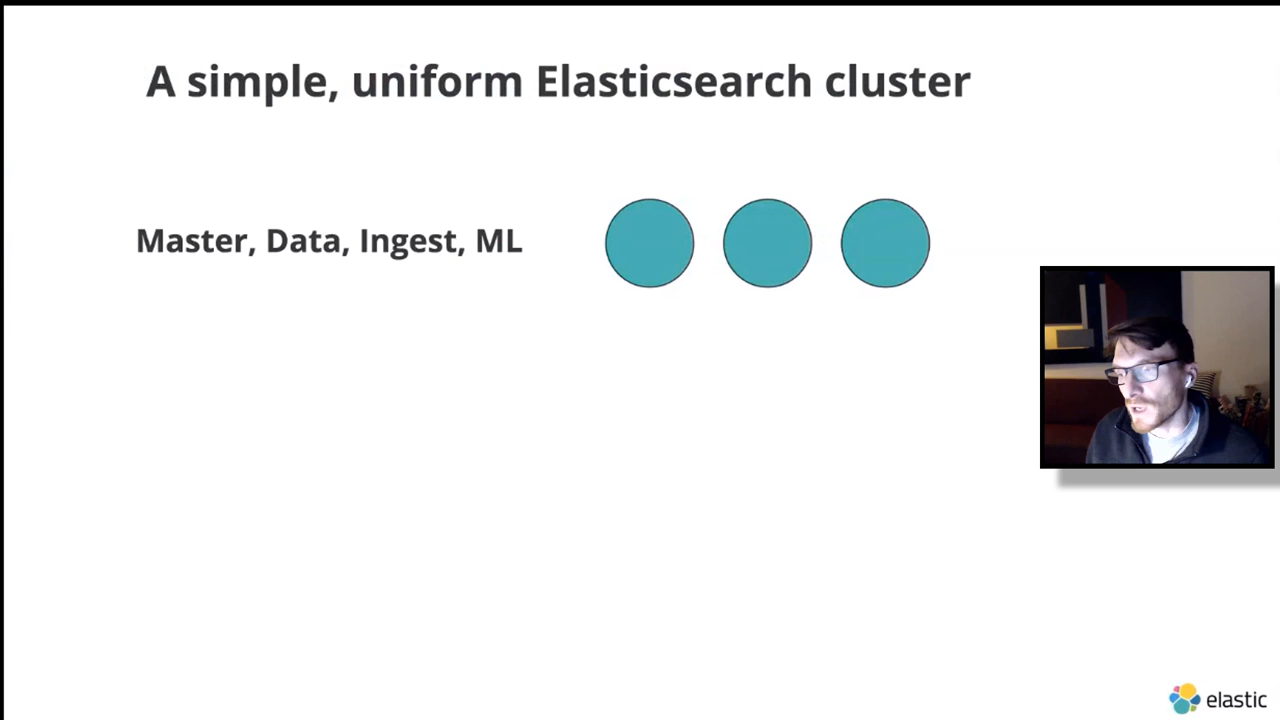 A simple, uniform Elasticsearch cluster
Master, Data, Ingest, ML
elastic